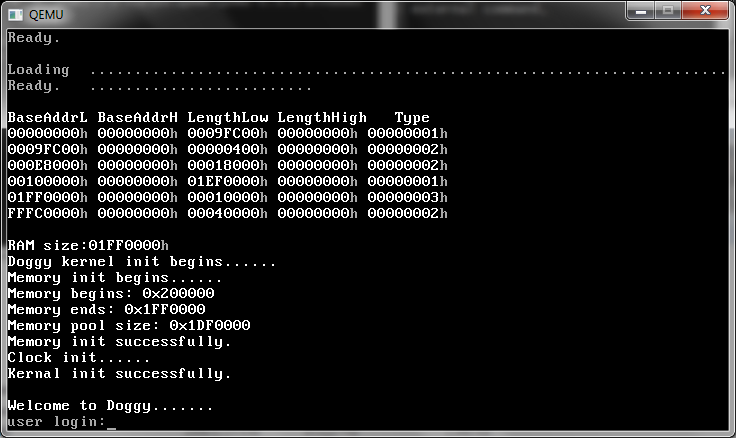 QEMU
Ready.
Loading ........................................................................
Ready. .........................
BaseAddrL BaseAddrH LengthLow LengthHigh Type
00000000h 00000000h 0009FC00h 00000000h 00000001h
0009FC00h 00000000h 00000400h 00000000h 00000002h
000E8000h 00000000h 00018000h 00000000h 00000002h
00100000h 00000000h 01EF0000h 00000000h 00000001h
01FF0000h 00000000h 00010000h 00000000h 00000003h
FFFC0000h 00000000h 00040000h 00000000h 00000002h
RAM size:01FF0000h
Doggy kernel init begins......
Memory init begins......
Memory begins: 0x200000
Memory ends: 0x1FF0000
Memory pool size: 0x1DF0000
Memory init successfully.
Clock init......
Kernal init successfully.
Welcome to Doggy.......
user login:_